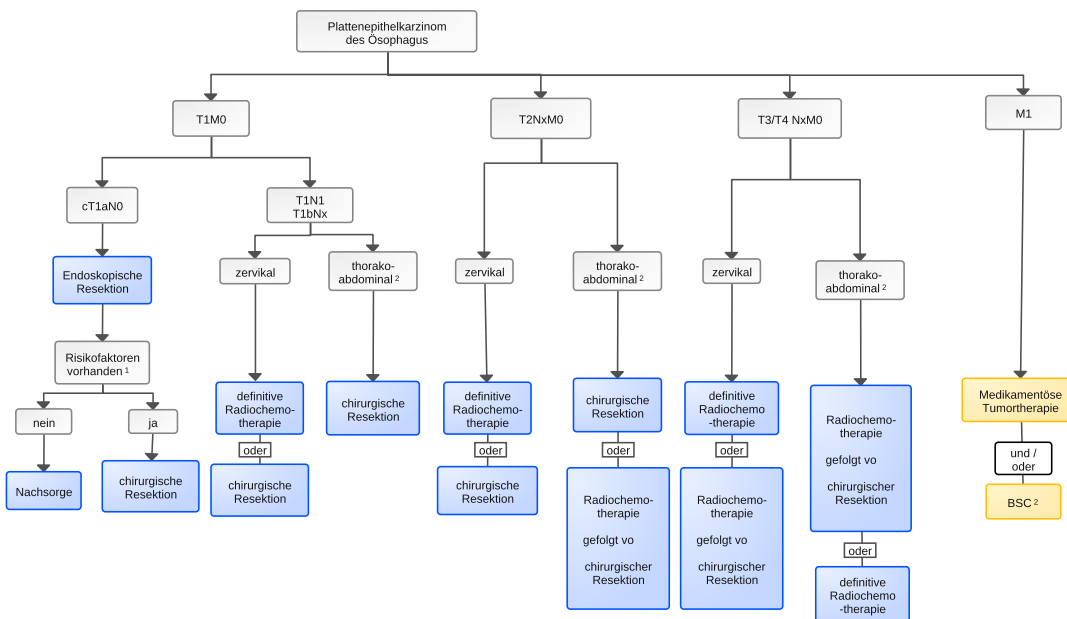 Plattenepithelkarzinom
des Ösophagus
T1M0
T2NxM0
T3/T4 NxM0
M1
cT1aN0
T1N1
T1bNx
Endoskopische
Resektion
zervikal
thorako-
abdominal 2
zervikal
thorako-
abdominal 2
zervikal
thorako-
abdominal 2
Risikofaktoren
vorhanden 1
nein
ja
Nachsorge
chirurgische
Resektion
definitive
Radiochemo-
therapie
oder
chirurgische
Resektion
chirurgische
Resektion
definitive
Radiochemo-
therapie
oder
chirurgische
Resektion
chirurgische
Resektion
oder
Radiochemo-
therapie
gefolgt vo
chirurgischer
Resektion
definitive
Radiochemo
-therapie
oder
Radiochemo-
therapie
gefolgt vo
chirurgischer
Resektion
Radiochemo-
therapie
gefolgt vo
chirurgischer
Resektion
oder
definitive
Radiochemo
-therapie
Medikamentöse
Tumortherapie
und /
oder
BSC 2